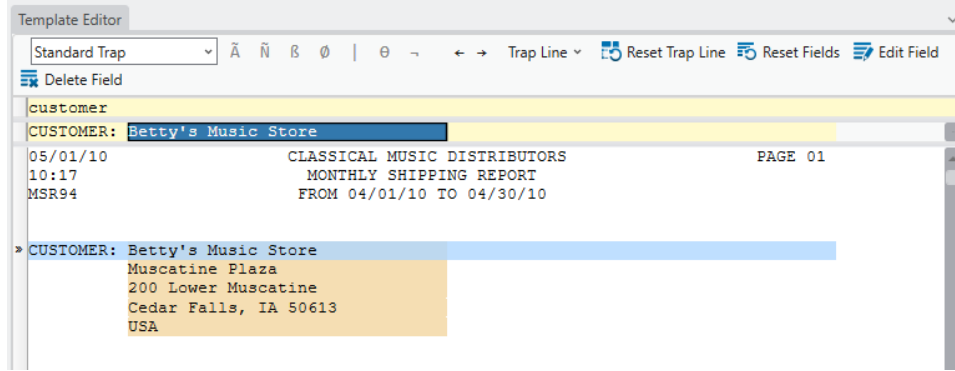 Template Editor
Standard Trap Ã Ñ ß Ø | Ɵ ¬ ← → Trap Line Reset Trap Line Reset Fields Edit Field
Delete Field
customer
CUSTOMER: Betty's Music Store
05/01/10 CLASSICAL MUSIC DISTRIBUTORS PAGE 01
10:17 MONTHLY SHIPPING REPORT
MSR94 FROM 04/01/10 TO 04/30/10
» CUSTOMER: Betty's Music Store
Muscatine Plaza
200 Lower Muscatine
Cedar Falls, IA 50613
USA